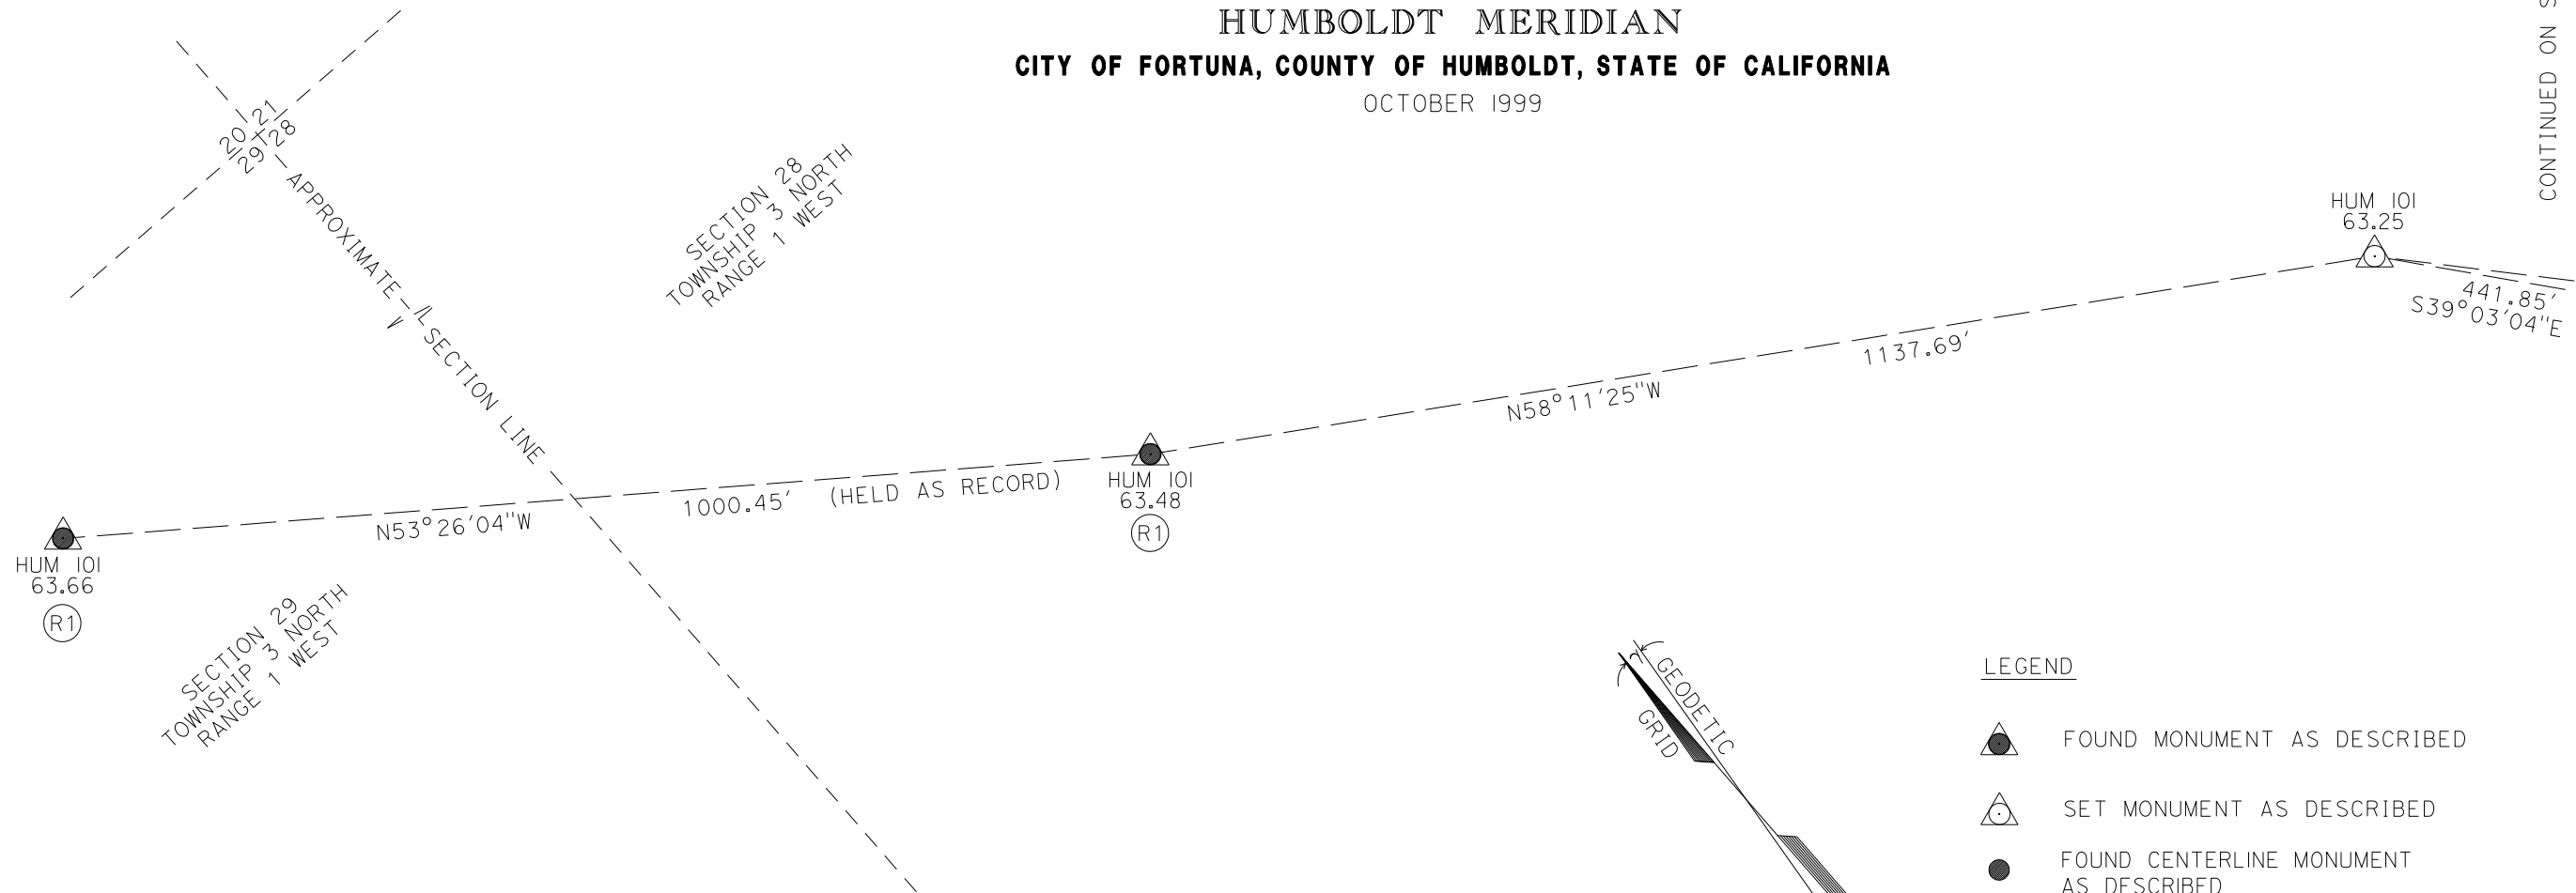 HUMBOLDT MERIDIAN
CITY OF FORTUNA, COUNTY OF HUMBOLDT, STATE OF CALIFORNIA
OCTOBER 1999
CONTINUED ON
20 21
29 28
APPROXIMATE
SECTION LINE
SECTION 28
TOWNSHIP 3 NORTH
RANGE 1 WEST
HUM 101
63.25
441.85'
S39°03'04"E
1137.69'
N58°11'25"W
HUM 101
63.48
R1
1000.45' (HELD AS RECORD)
N53°26'04"W
HUM 101
63.66
R1
SECTION 29
TOWNSHIP 3 NORTH
RANGE 1 WEST
GEODETIC
GRID
LEGEND
FOUND MONUMENT AS DESCRIBED
SET MONUMENT AS DESCRIBED
FOUND CENTERLINE MONUMENT
AS DESCRIBED